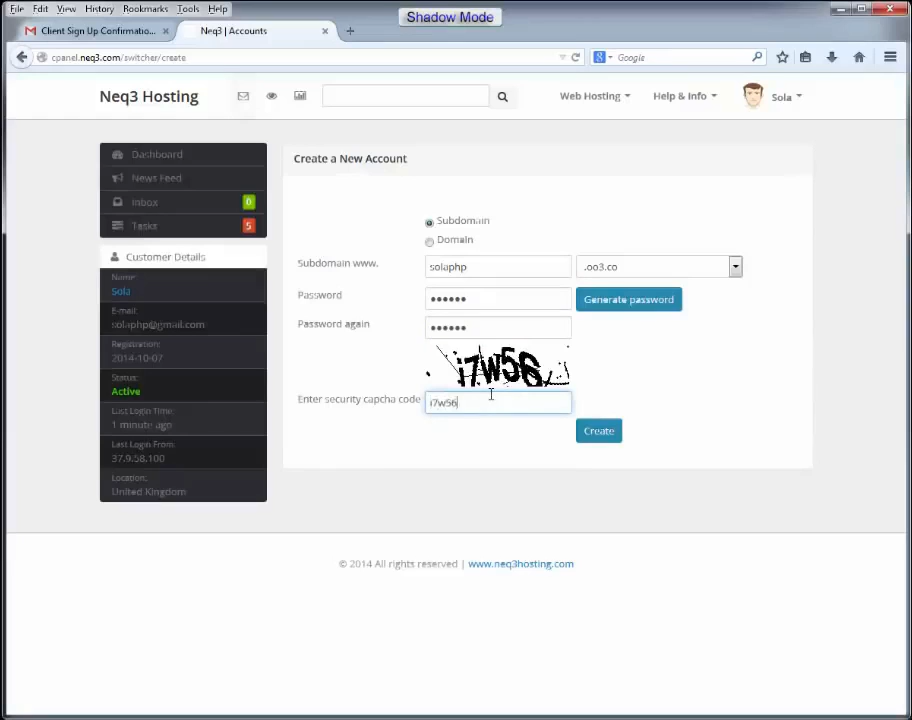 Shadow Mode
File Edit View History Bookmarks Tools Help
Client Sign Up Confirmatio... × Neq3 | Accounts × +
cpanel.neq3.com/switcher/create
Google
Neq3 Hosting
Web Hosting
Help & Info
Sola
Dashboard
News Feed
Inbox 0
Tasks 5
Customer Details
Name:
Sola
E-mail:
solaphp@gmail.com
Registration:
2014-10-07
Status:
Active
Last Login Time:
1 minute ago
Last Login From:
37.9.58.100
Location:
United Kingdom
Create a New Account
Subdomain
Domain
Subdomain www. solaphp .oo3.co
Password •••••• Generate password
Password again ••••••
i7w56
Enter security capcha code i7w56
Create
© 2014 All rights reserved | www.neq3hosting.com